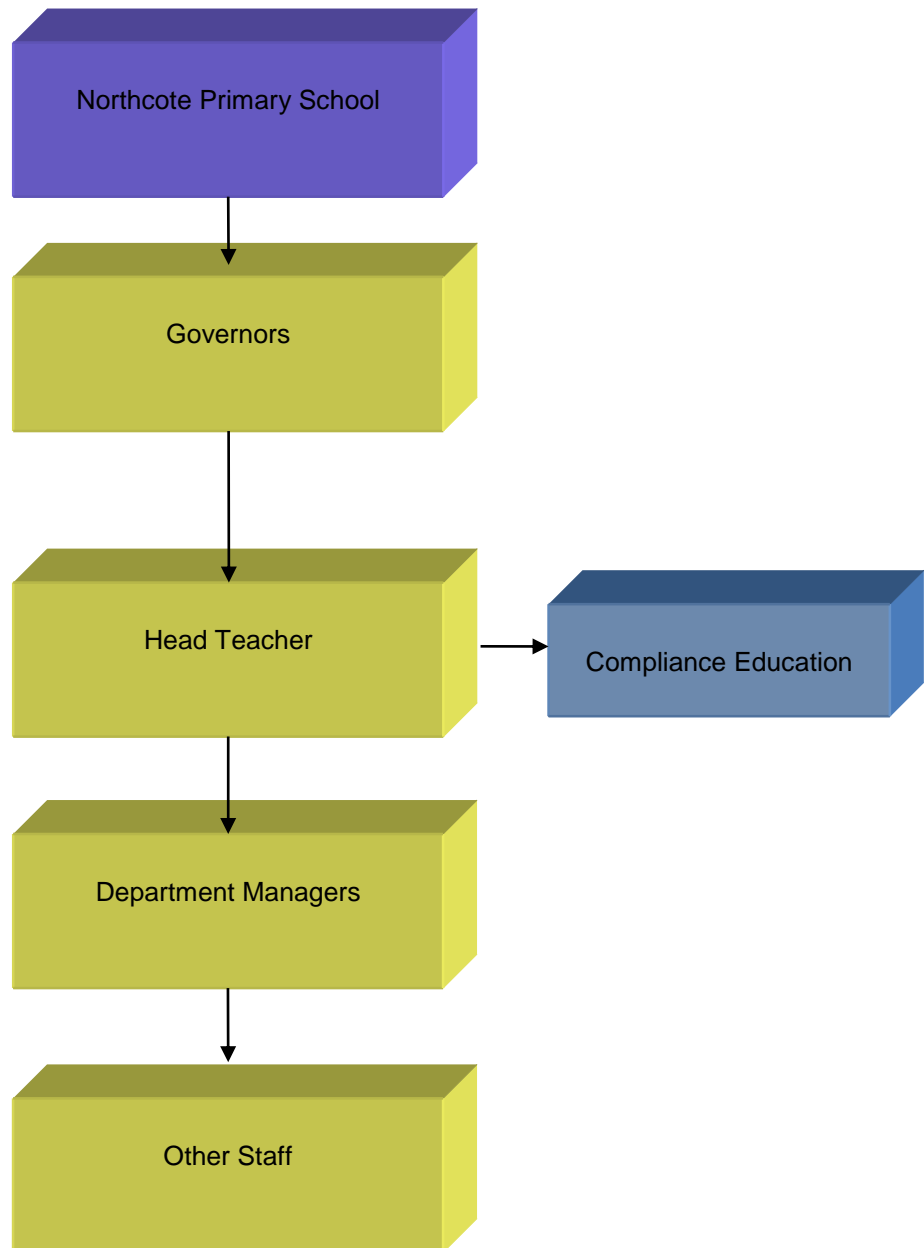 Northcote Primary School
Governors
Head Teacher
Compliance Education
Department Managers
Other Staff